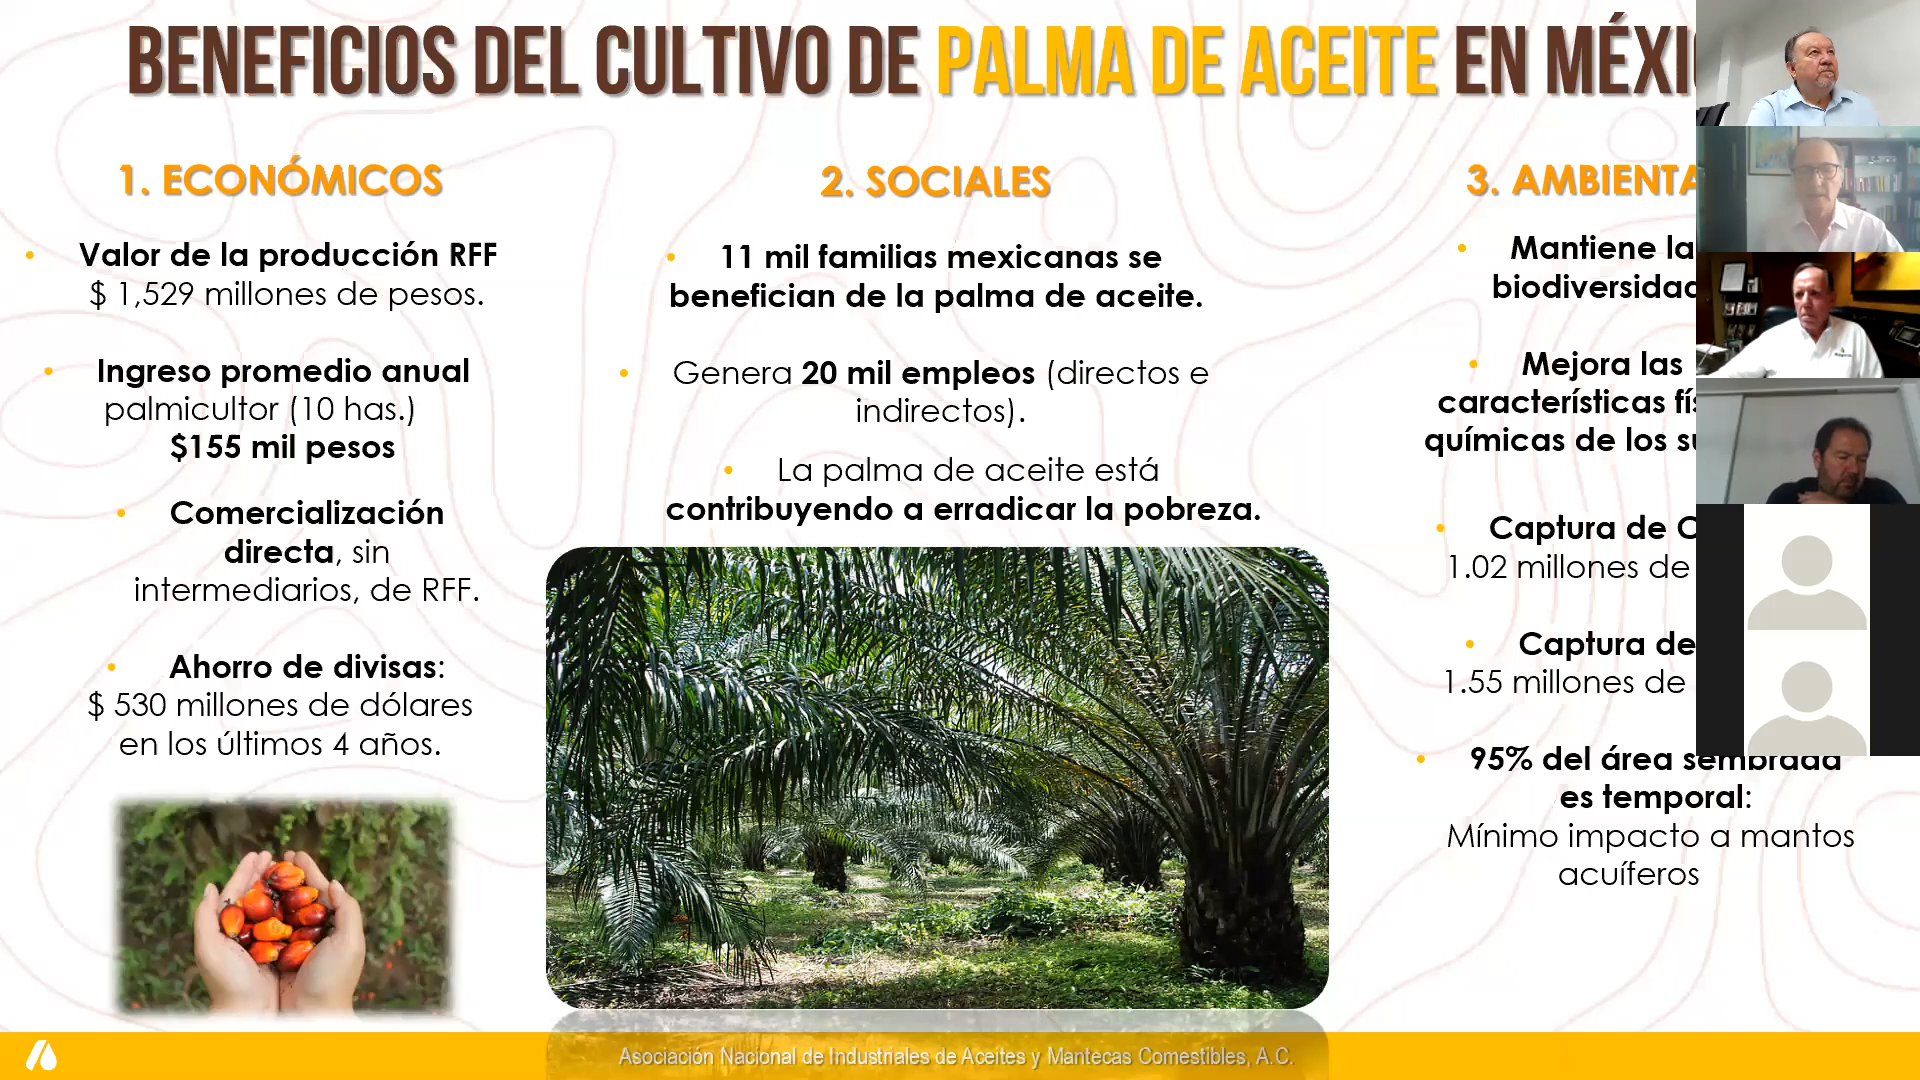 BENEFICIOS DEL CULTIVO DE PALMA DE ACEITE EN
1. ECONÓMICOS
• Valor de la producción RFF
$ 1,529 millones de pesos.
• Ingreso promedio anual
palmicultor (10 has.)
$155 mil pesos
• Comercialización
directa, sin
intermediarios, de RFF.
• Ahorro de divisas:
$ 530 millones de dólares
en los últimos 4 años.
2. SOCIALES
• 11 mil familias mexicanas se
benefician de la palma de aceite.
• Genera 20 mil empleos (directos e
indirectos).
• La palma de aceite está
contribuyendo a erradicar la pobreza.
3.
• Mantiene la
• Mejora las
características
químicas de los
• Captura de
1.02 millones de
• Captura de
1.55 millones de
• 95% del área sembrada
es temporal:
Mínimo impacto a mantos
acuíferos
Asociación Nacional de Industriales de Aceites y Mantecas Comestibles, A.C.